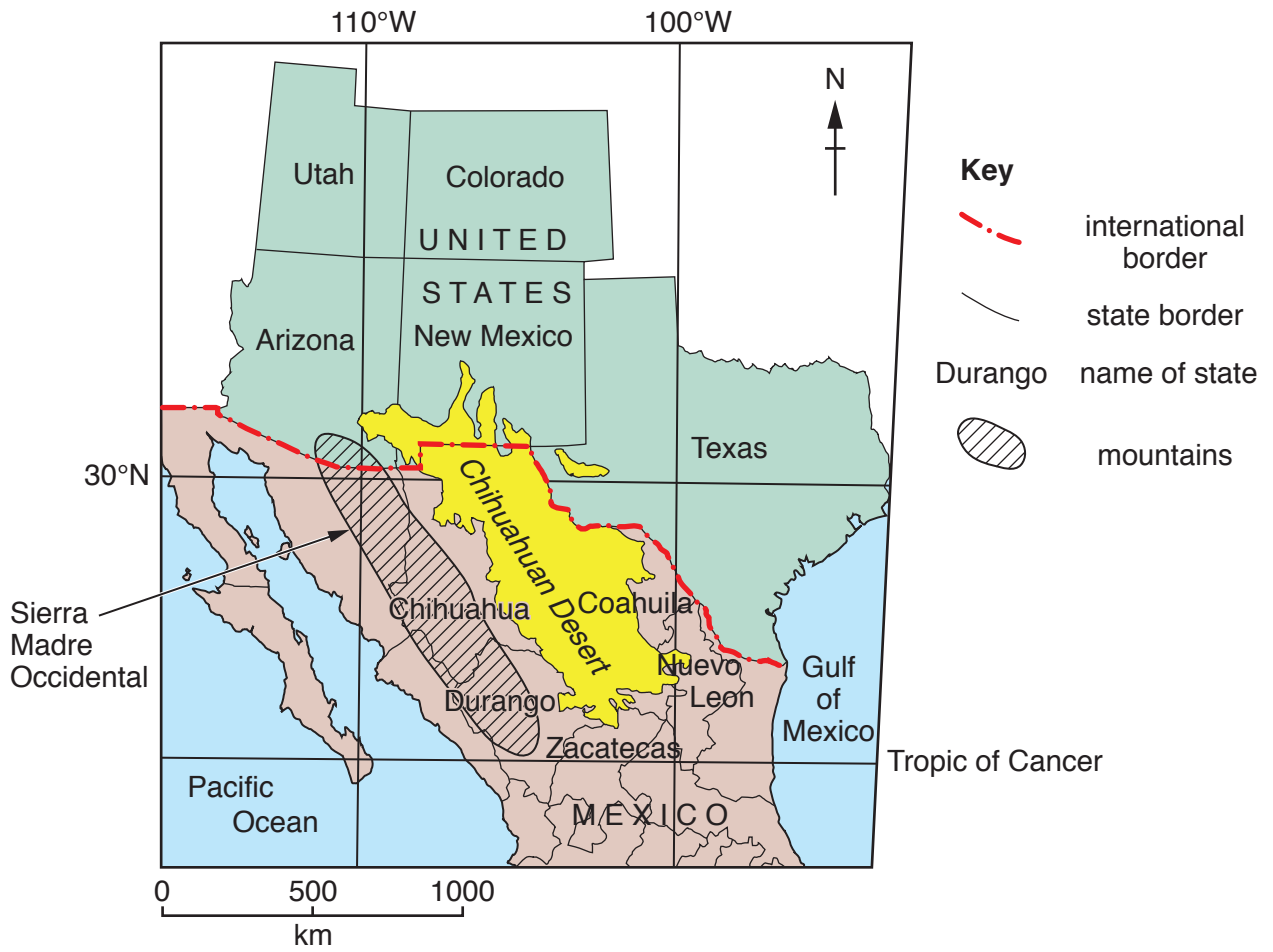 110°W
100°W
N
Utah
Colorado
UNITED
STATES
Arizona
New Mexico
Texas
30°N
Chihuahuan Desert
Sierra
Madre
Occidental
Chihuahua
Coahuila
Durango
Nuevo
Leon
Zacatecas
Gulf
of
Mexico
Tropic of Cancer
Pacific
Ocean
MEXICO
0
500
1000
km
Key
international
border
state border
Durango
name of state
mountains